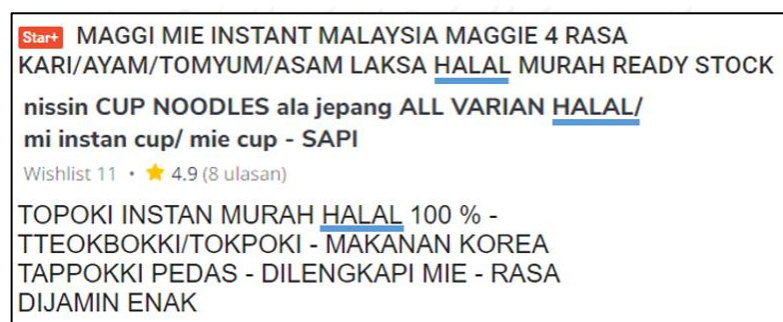 Star+ MAGGI MIE INSTANT MALAYSIA MAGGIE 4 RASA
KARI/AYAM/TOMYUM/ASAM LAKSA HALAL MURAH READY STOCK
nissin CUP NOODLES ala jepang ALL VARIAN HALAL/
mi instan cup/ mie cup - SAPI
Wishlist 11 • ★ 4.9 (8 ulasan)
TOPOKI INSTAN MURAH HALAL 100 % -
TTEOKBOKKI/TOKPOKI - MAKANAN KOREA
TAPPOKKI PEDAS - DILENGKAPI MIE - RASA
DIJAMIN ENAK